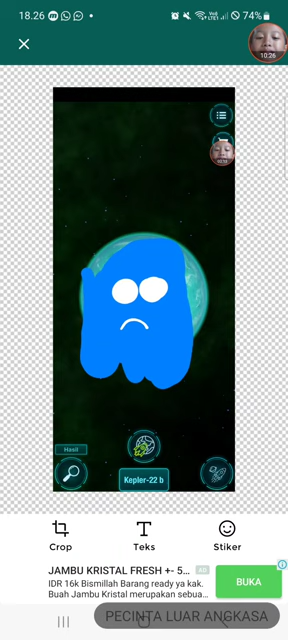 18.26
VoLTE1
74%
10:26
Hasil
Kepler-22 b
Crop
Teks
Stiker
JAMBU KRISTAL FRESH +- 5...
AD
IDR 16k Bismillah Barang ready ya kak.
Buah Jambu Kristal merupakan sebua...
BUKA
PECINTA LUAR ANGKASA